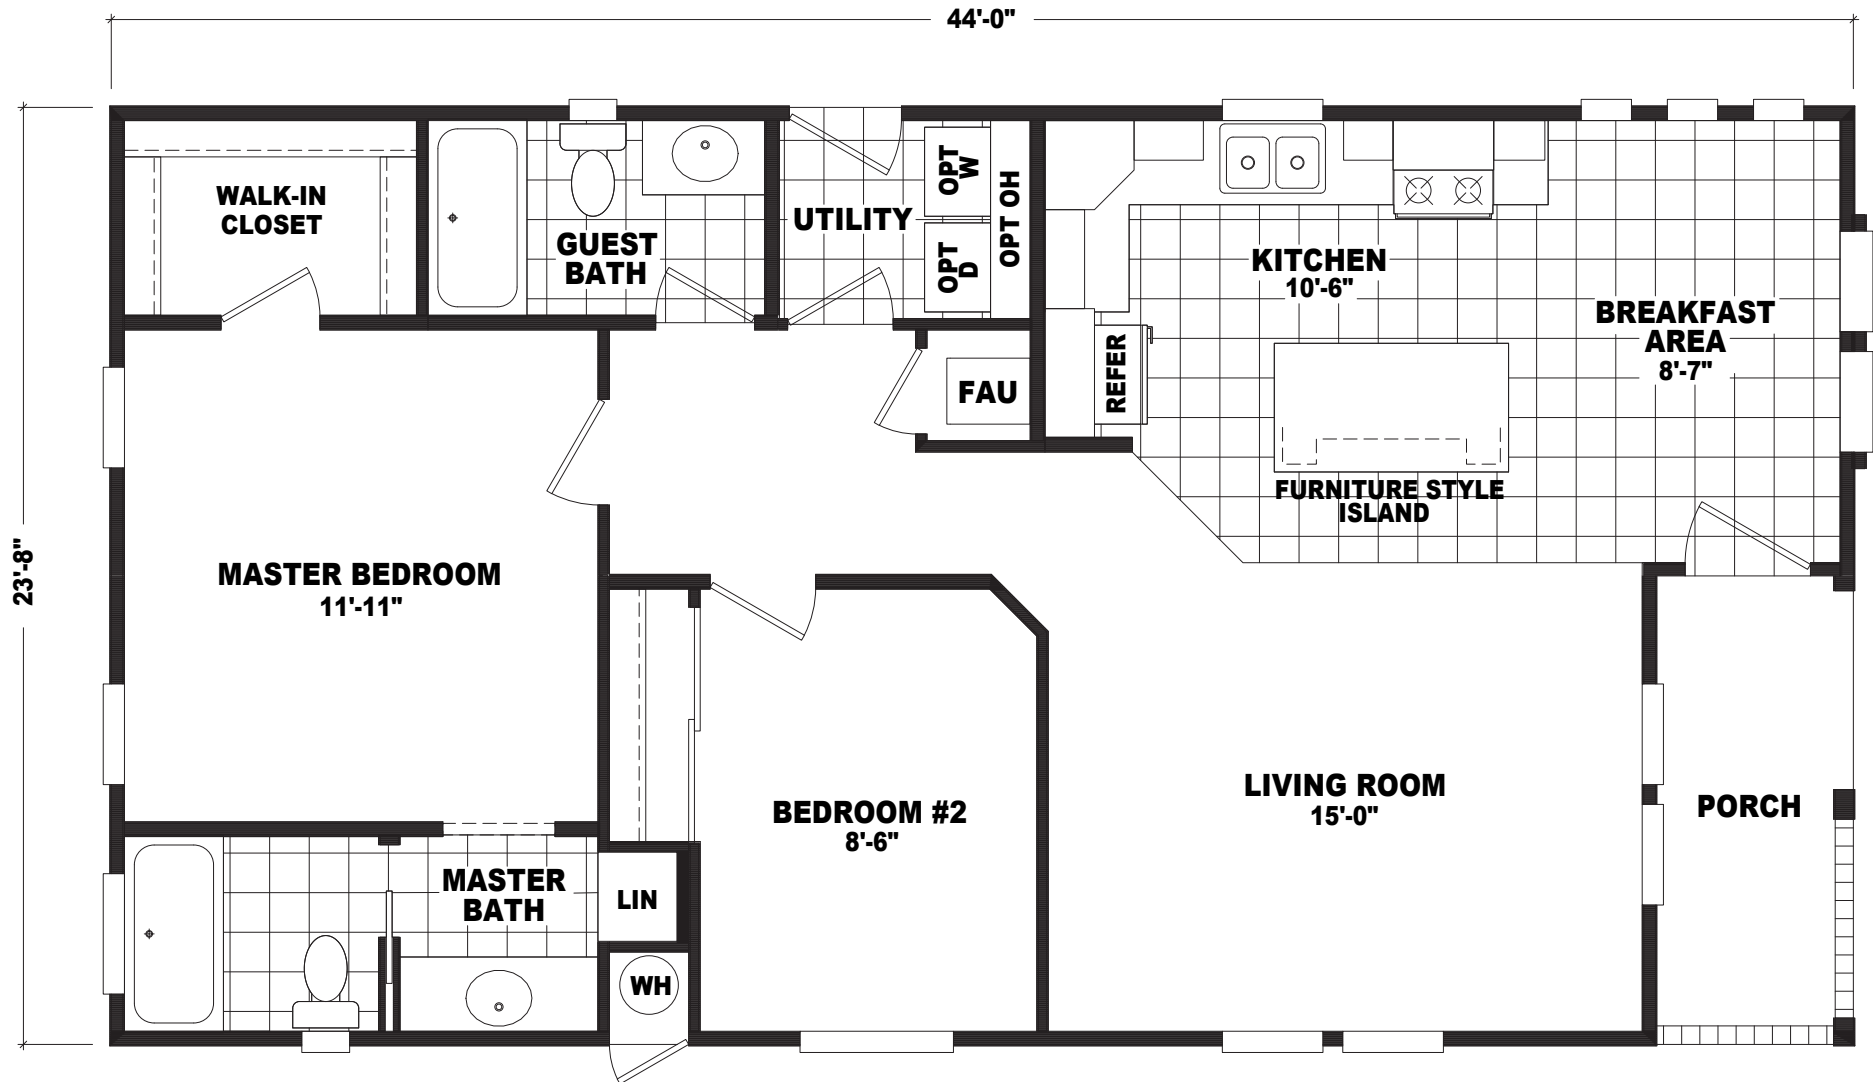 44'-0"
23'-8"
WALK-IN
CLOSET
GUEST
BATH
UTILITY
OPT
W
OPT
D
OPT OH
KITCHEN
10'-6"
BREAKFAST
AREA
8'-7"
REFER
FAU
FURNITURE STYLE
ISLAND
MASTER BEDROOM
11'-11"
BEDROOM #2
8'-6"
LIVING ROOM
15'-0"
PORCH
MASTER
BATH
LIN
WH